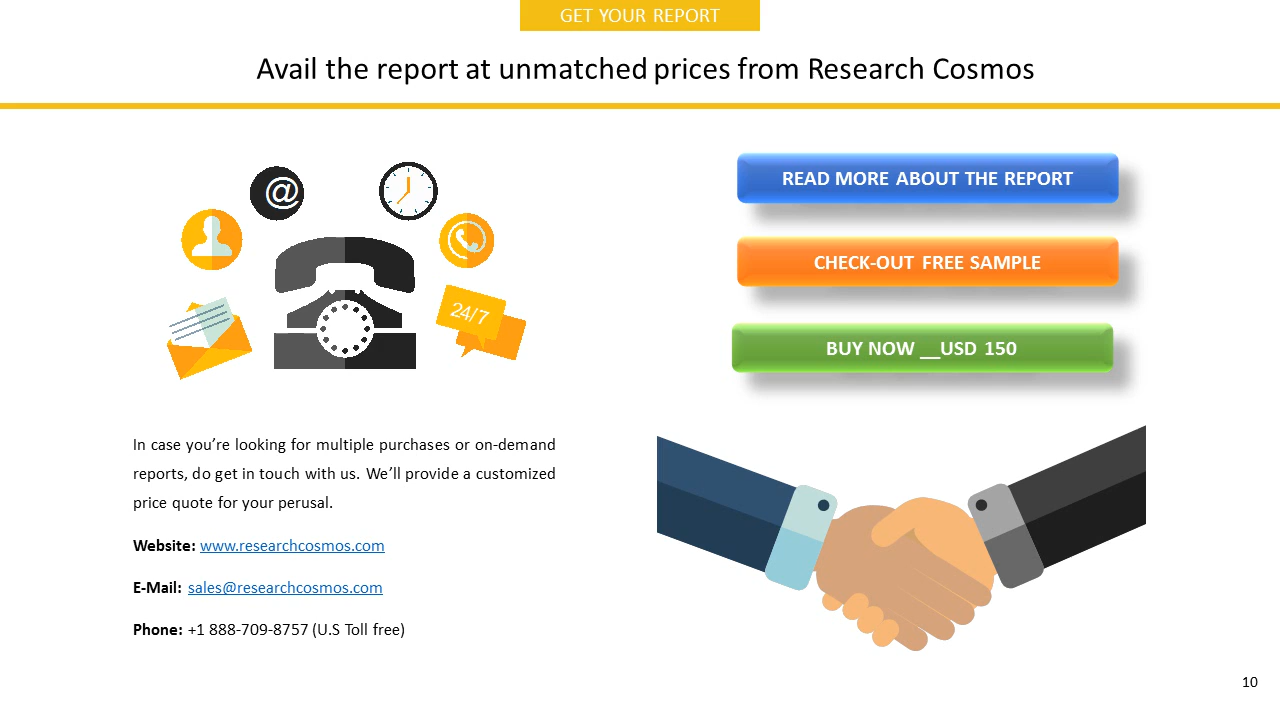 GET YOUR REPORT
Avail the report at unmatched prices from Research Cosmos
@
24/7
READ MORE ABOUT THE REPORT
CHECK-OUT FREE SAMPLE
BUY NOW __USD 150
In case you’re looking for multiple purchases or on-demand
reports, do get in touch with us. We’ll provide a customized
price quote for your perusal.
Website: www.researchcosmos.com
E-Mail: sales@researchcosmos.com
Phone: +1 888-709-8757 (U.S Toll free)
10